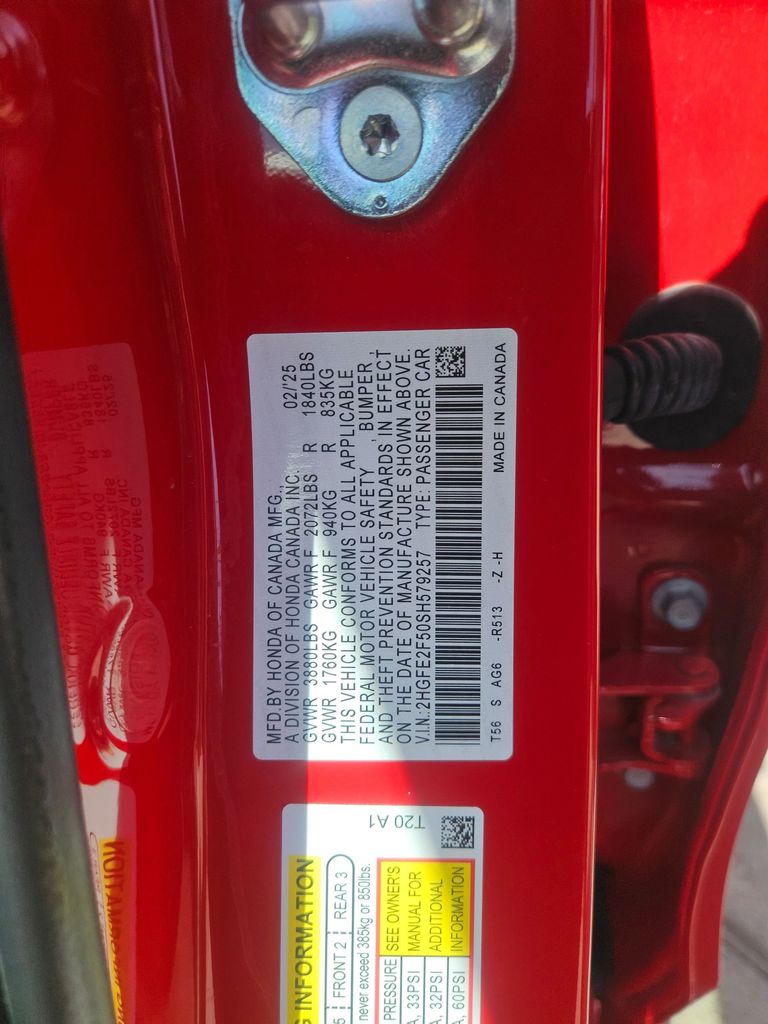 MFD.BY HONDA OF CANADA MFG., 02/'25
A DIVISION OF HONDA CANADA INC.
GVWR 3880LBS GAWR F 2072LBS R 1840LBS
GVWR 1760KG GAWR F 940KG R 835KG
THIS VEHICLE CONFORMS TO ALL APPLICABLE
FEDERAL MOTOR VEHICLE SAFETY , BUMPER ,
AND THEFT PREVENTION STANDARDS IN EFFECT
ON THE DATE OF MANUFACTURE SHOWN ABOVE.
V.I.N.:2HGFE2F50SH579257 TYPE: PASSENGER CAR
T56 S AG6 -R513 -Z -H MADE IN CANADA
T20 A1
G INFORMATION
5 FRONT 2 REAR 3
never exceed 385kg or 850lbs.
PRESSURE SEE OWNER'S
33PSI MANUAL FOR
32PSI ADDITIONAL
60PSI INFORMATION